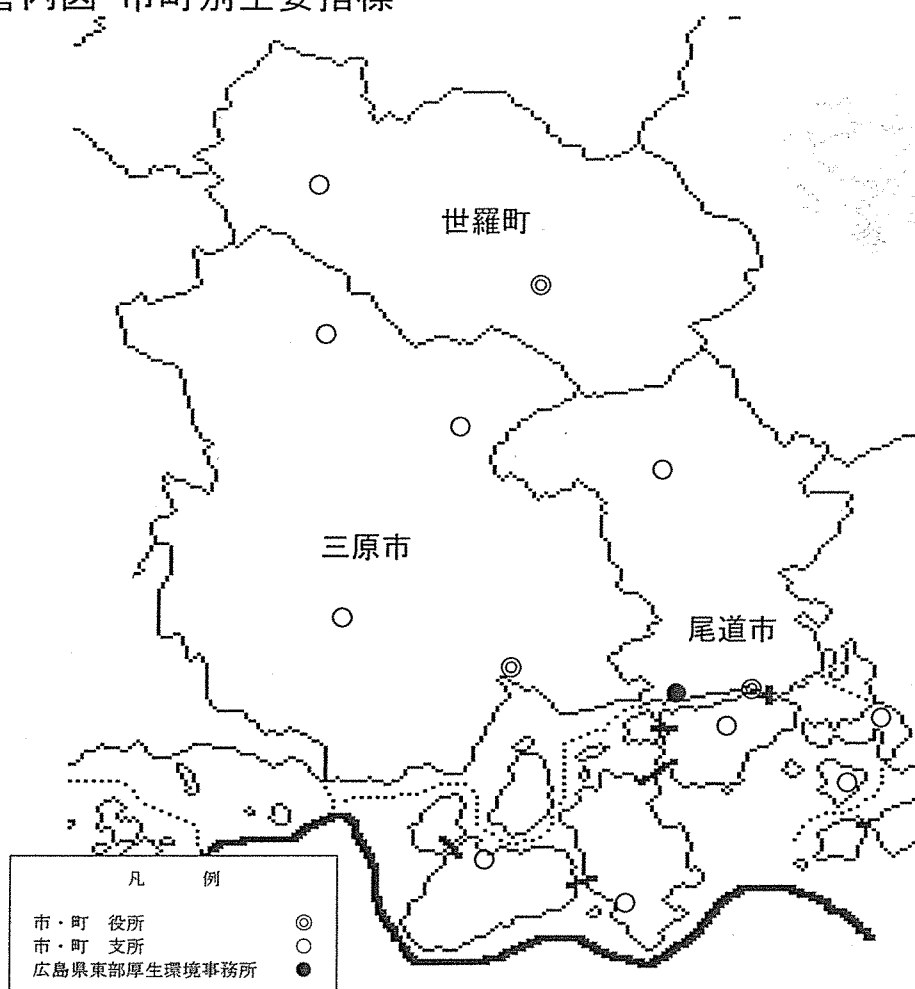 管内図 市町別主要指標
世羅町
三原市
尾道市
凡 例
市・町 役所 ◎
市・町 支所 ○
広島県東部厚生環境事務所 ●